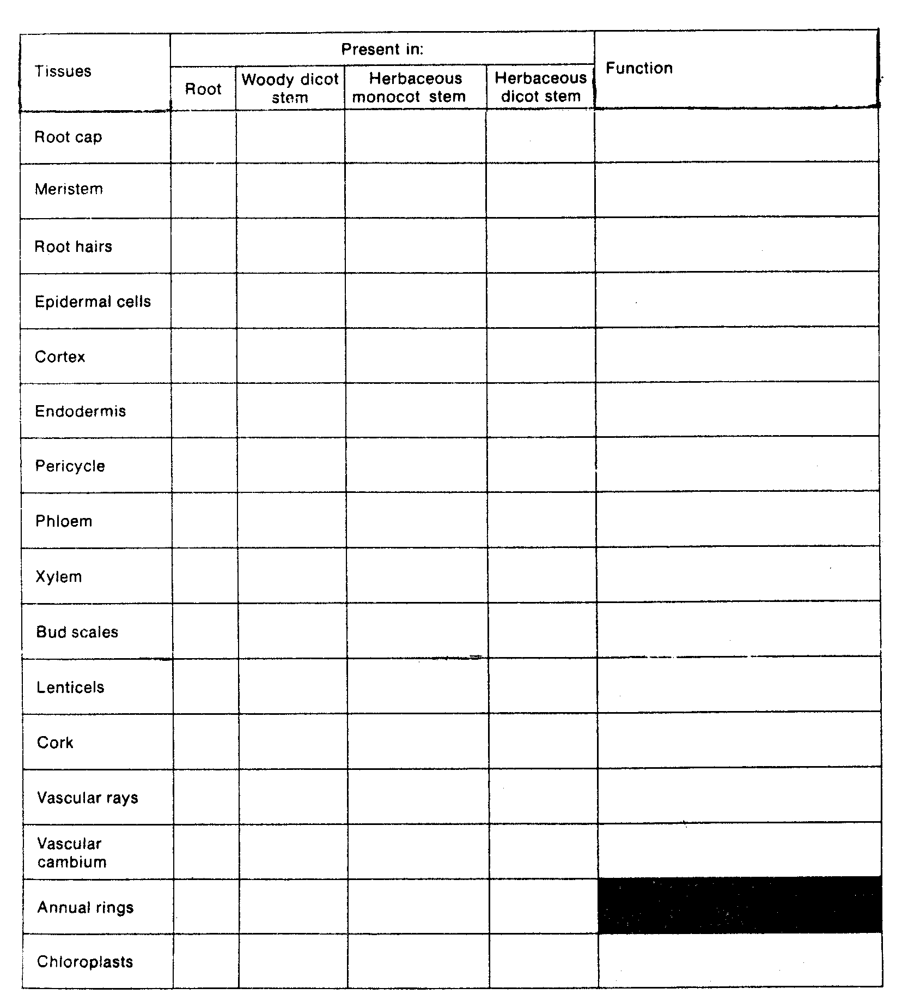 Tissues
Present in:
Function
Root
Woody dicot
stem
Herbaceous
monocot stem
Herbaceous
dicot stem
Root cap
Meristem
Root hairs
Epidermal cells
Cortex
Endodermis
Pericycle
Phloem
Xylem
Bud scales
Lenticels
Cork
Vascular rays
Vascular
cambium
Annual rings
Chloroplasts